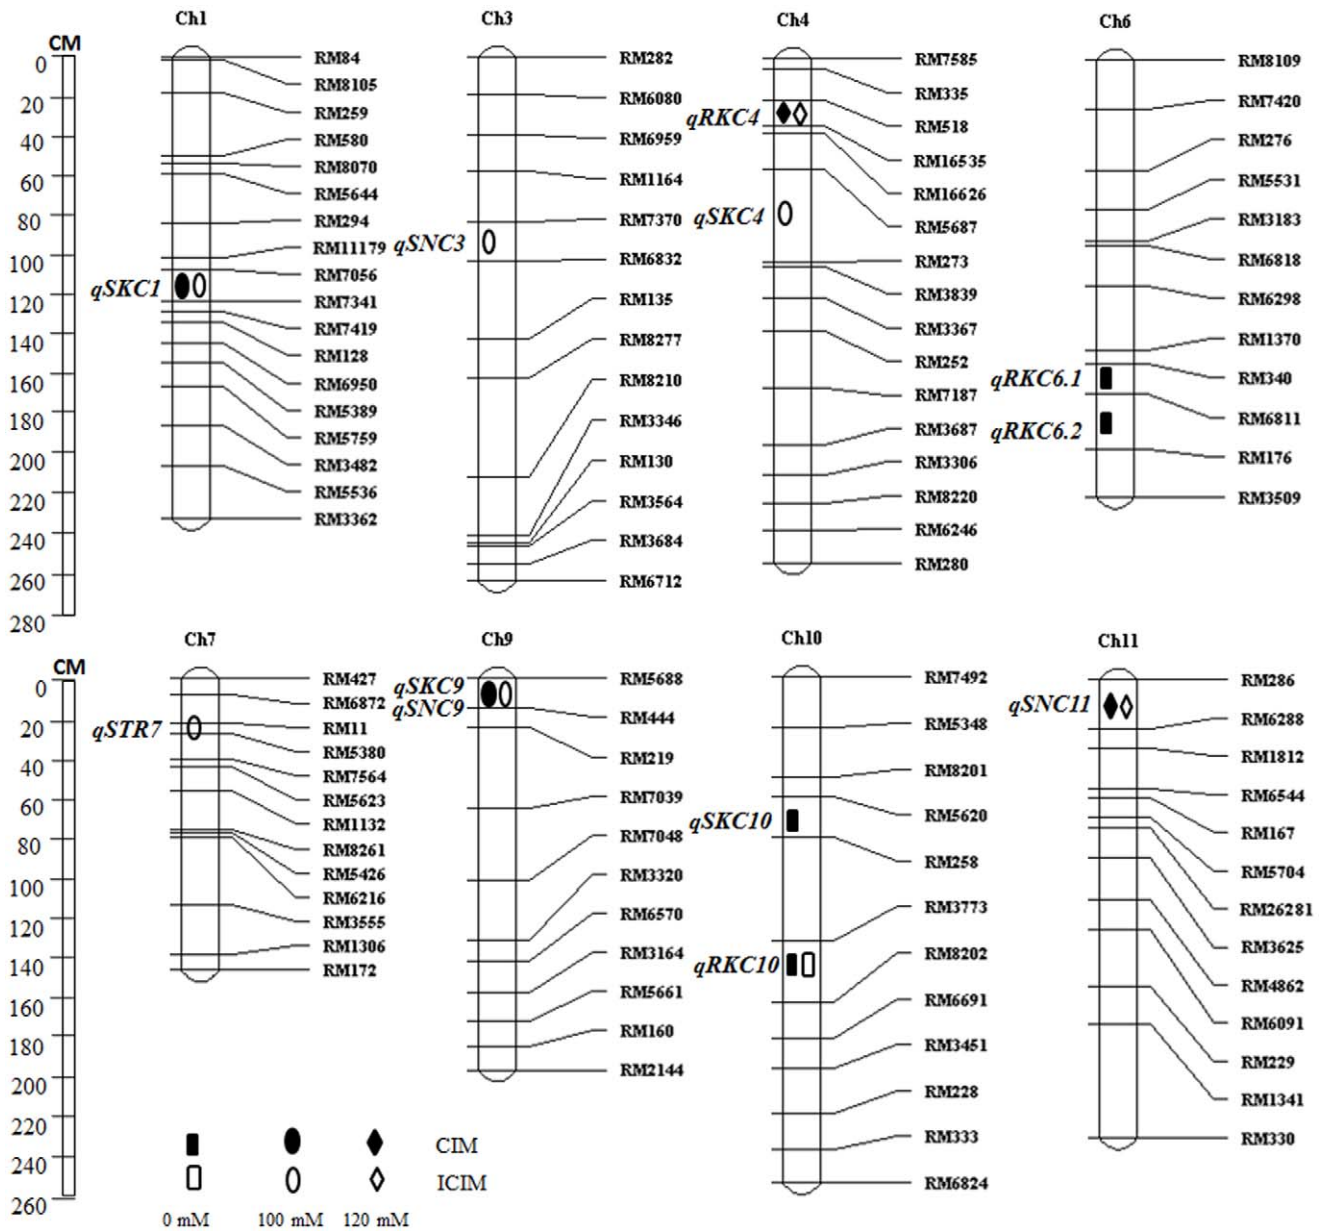 Ch1
Ch3
Ch4
Ch6
CM
0
20
40
60
80
100
120
140
160
180
200
220
240
260
280
qSKC1
RM84
RM8105
RM259
RM580
RM8070
RM5644
RM294
RM11179
RM7056
RM7341
RM7419
RM128
RM6950
RM5389
RM5759
RM3482
RM5536
RM3362
qSNC3
RM282
RM6080
RM6959
RM1164
RM7370
RM6832
RM135
RM8277
RM8210
RM3346
RM130
RM3564
RM3684
RM6712
qRKC4
qSKC4
RM7585
RM335
RM518
RM16535
RM16626
RM5687
RM273
RM3839
RM3367
RM252
RM7187
RM3687
RM3306
RM8220
RM6246
RM280
qRKC6.1
qRKC6.2
RM8109
RM7420
RM276
RM5531
RM3183
RM6818
RM6298
RM1370
RM340
RM6811
RM176
RM3509
Ch7
Ch9
Ch10
Ch11
CM
0
20
40
60
80
100
120
140
160
180
200
220
240
260
qSTR7
RM427
RM6872
RM11
RM5380
RM7564
RM5623
RM1132
RM8261
RM5426
RM6216
RM3555
RM1306
RM172
qSKC9
qSNC9
RM5688
RM444
RM219
RM7039
RM7048
RM3320
RM6570
RM3164
RM5661
RM160
RM2144
qSKC10
qRKC10
RM7492
RM5348
RM8201
RM5620
RM258
RM3773
RM8202
RM6691
RM3451
RM228
RM333
RM6824
qSNC11
RM286
RM6288
RM1812
RM6544
RM167
RM5704
RM26281
RM3625
RM4862
RM6091
RM229
RM1341
RM330
CIM
ICIM
0 mM
100 mM
120 mM